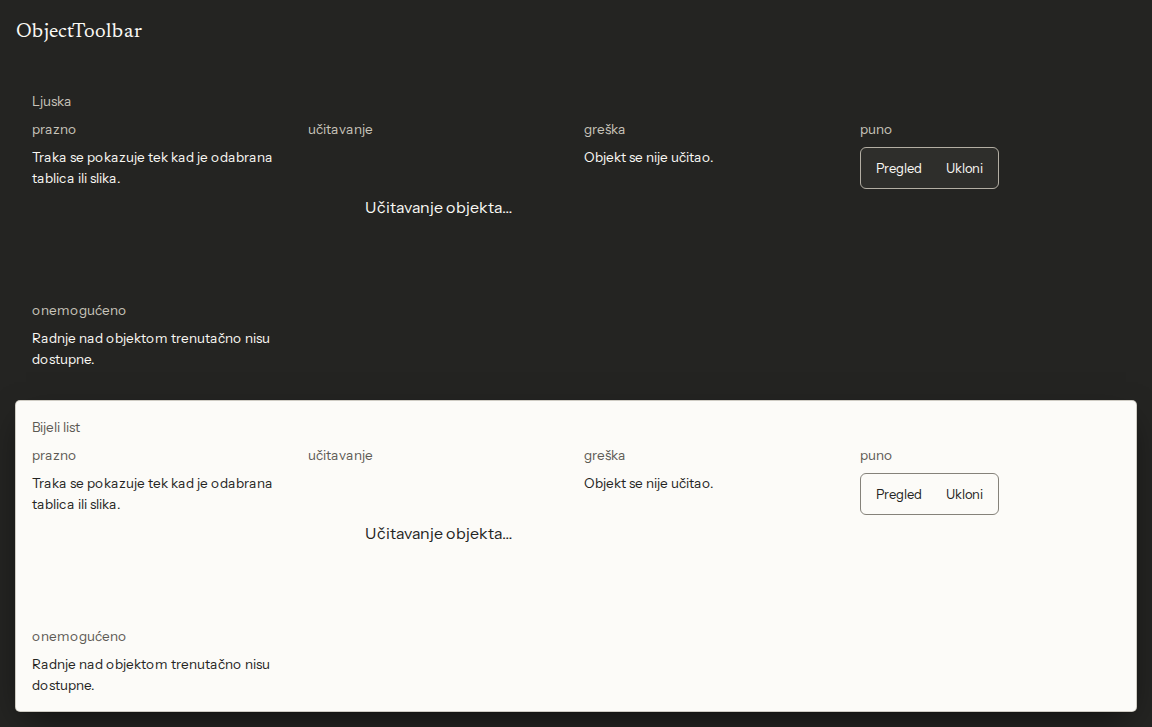 ObjectToolbar
Ljuska
prazno
učitavanje
greška
puno
Traka se pokazuje tek kad je odabrana
tablica ili slika.
Učitavanje objekta…
Objekt se nije učitao.
Pregled
Ukloni
onemogućeno
Radnje nad objektom trenutačno nisu
dostupne.
Bijeli list
prazno
učitavanje
greška
puno
Traka se pokazuje tek kad je odabrana
tablica ili slika.
Učitavanje objekta…
Objekt se nije učitao.
Pregled
Ukloni
onemogućeno
Radnje nad objektom trenutačno nisu
dostupne.